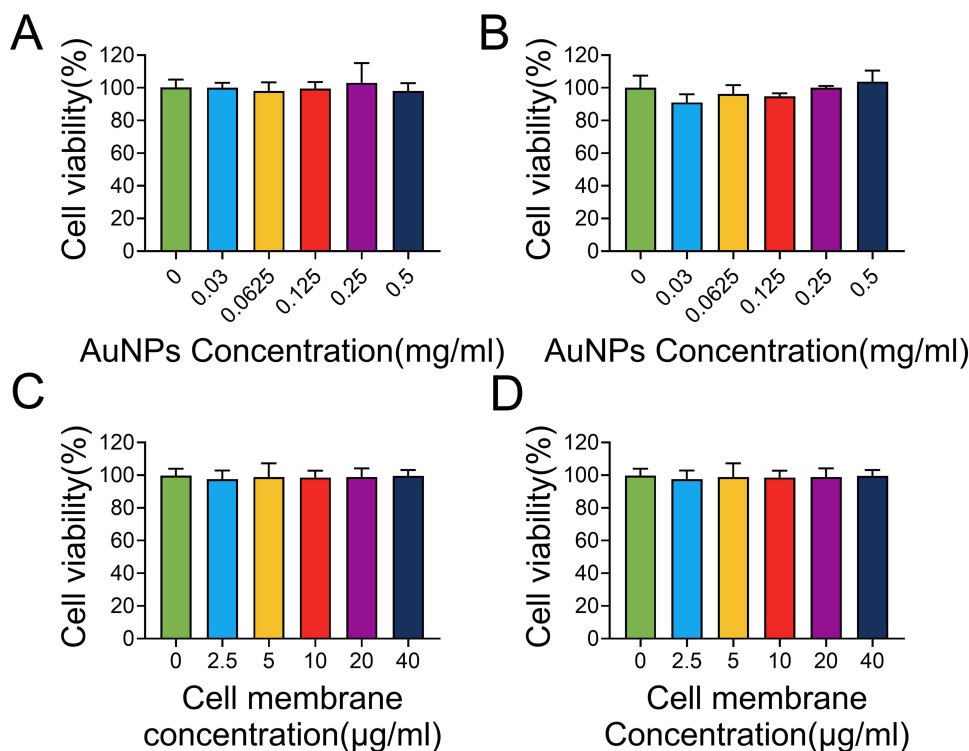 A
Cell viability(%)
120
100
80
60
40
20
0
0
0.03
0.0625
0.125
0.25
0.5
AuNPs Concentration(mg/ml)
B
Cell viability(%)
120
100
80
60
40
20
0
0
0.03
0.0625
0.125
0.25
0.5
AuNPs Concentration(mg/ml)
C
Cell viability(%)
120
100
80
60
40
20
0
0 2.5 5 10 20 40
Cell membrane
concentration(μg/ml)
D
Cell viability(%)
120
100
80
60
40
20
0
0 2.5 5 10 20 40
Cell membrane
Concentration(μg/ml)